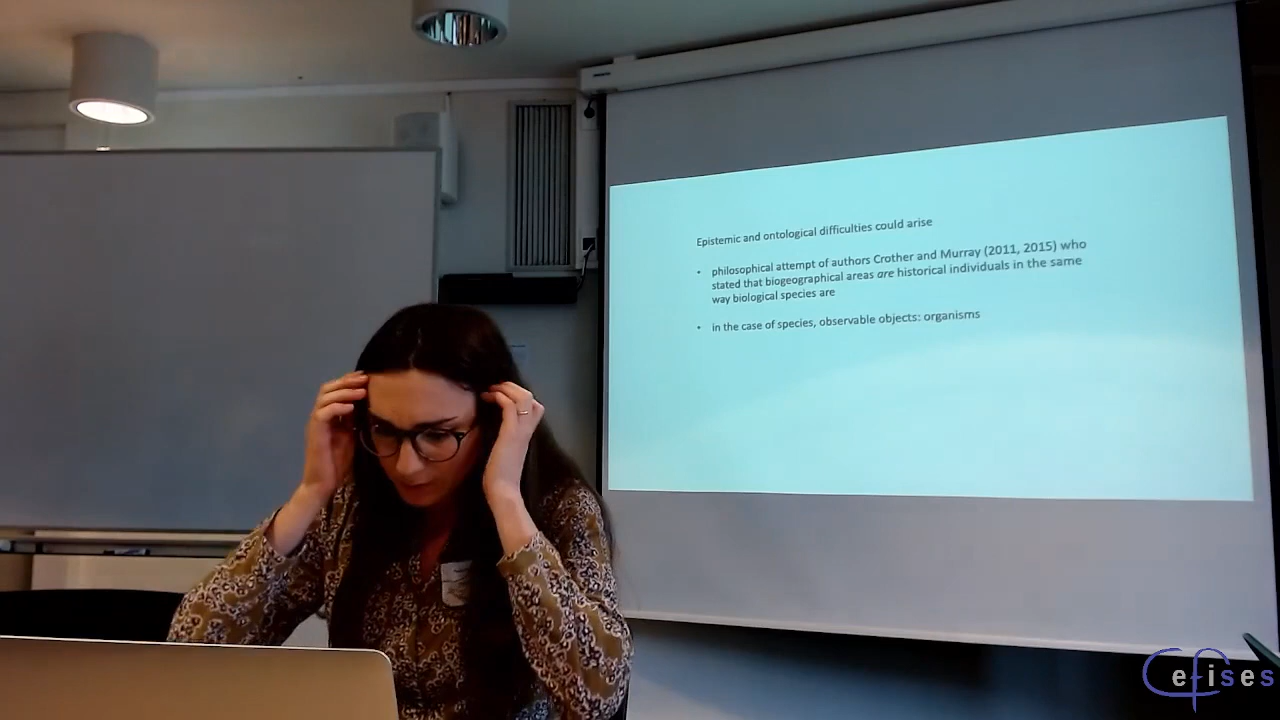 Epistemic and ontological difficulties could arise
• philosophical attempt of authors Crother and Murray (2011, 2015) who
stated that biogeographical areas are historical individuals in the same
way biological species are
• in the case of species, observable objects: organisms
Cefises